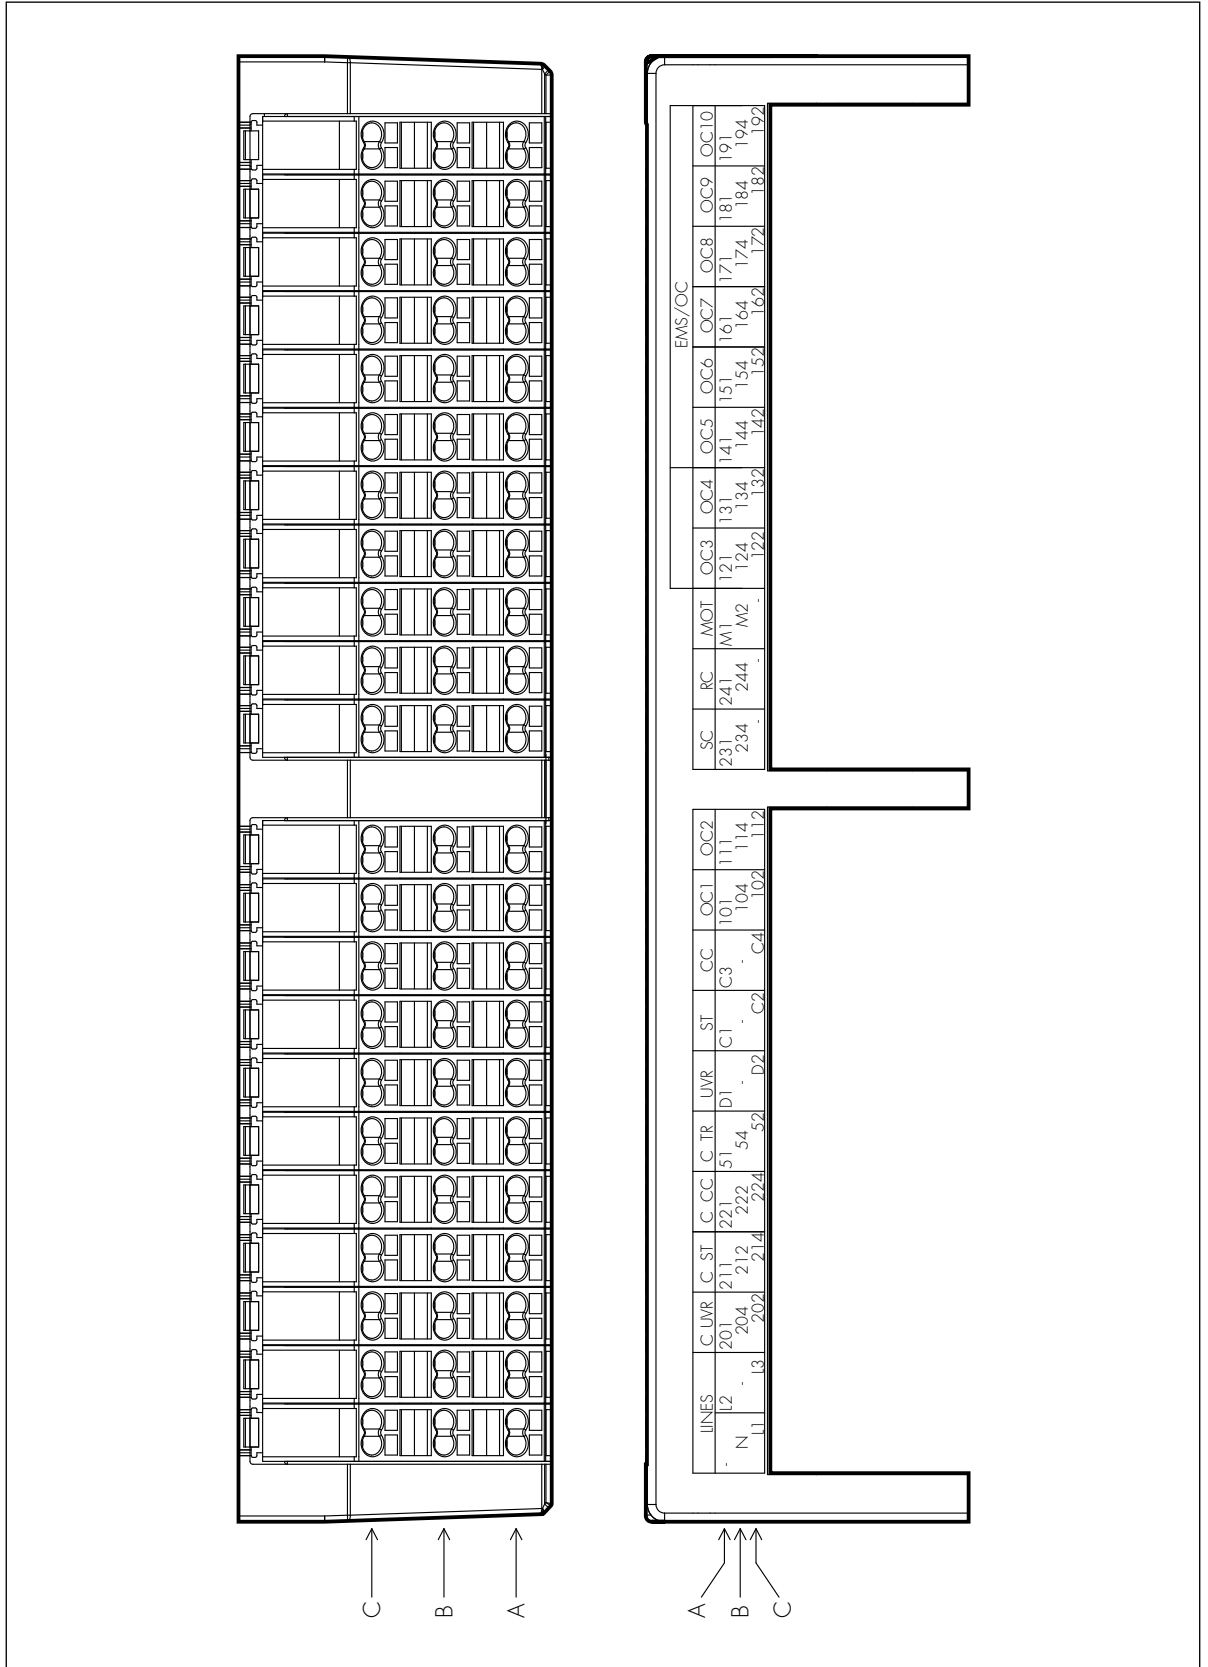 C
B
A
EMS/OC
LINES C UVR C ST C CC C TR UVR ST CC OC1 OC2 SC RC MOT OC3 OC4 OC5 OC6 OC7 OC8 OC9 OC10
A - L2 201 211 221 51 D1 C1 C3 101 111 231 241 M1 121 131 141 151 161 171 181 191
B N - 204 212 222 54 - - - 104 114 234 244 M2 124 134 144 154 164 174 184 194
C L1 L3 202 214 224 52 D2 C2 C4 102 112 - - - 122 132 142 152 162 172 182 192